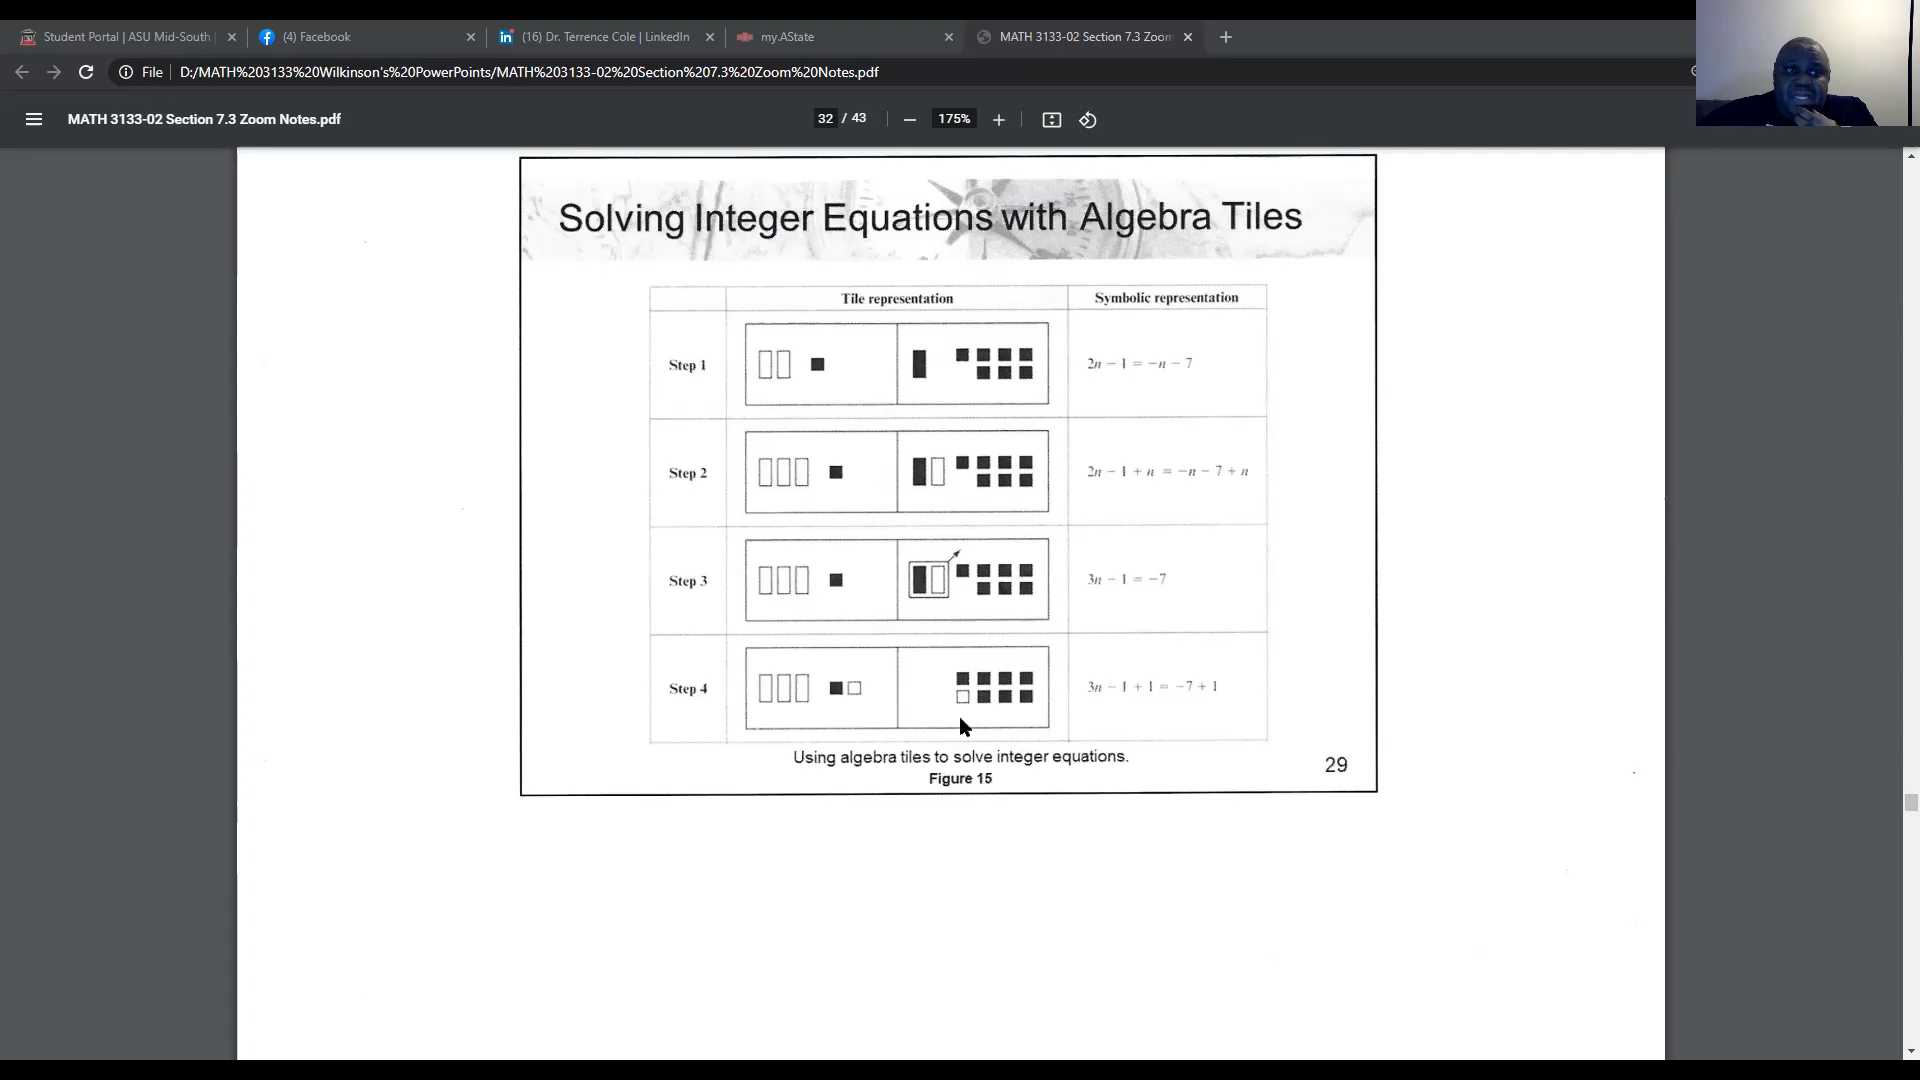 Student Portal | ASU Mid-South
(4) Facebook
(16) Dr. Terrence Cole | LinkedIn
my.AState
MATH 3133-02 Section 7.3 Zoom
File
D:/MATH%203133%20Wilkinson's%20PowerPoints/MATH%203133-02%20Section%207.3%20Zoom%20Notes.pdf
MATH 3133-02 Section 7.3 Zoom Notes.pdf
32 / 43
175%
Solving Integer Equations with Algebra Tiles
Tile representation
Symbolic representation
Step 1
2n − 1 = −n − 7
Step 2
2n − 1 + n = −n − 7 + n
Step 3
3n − 1 = −7
Step 4
3n − 1 + 1 = −7 + 1
Using algebra tiles to solve integer equations.
Figure 15
29